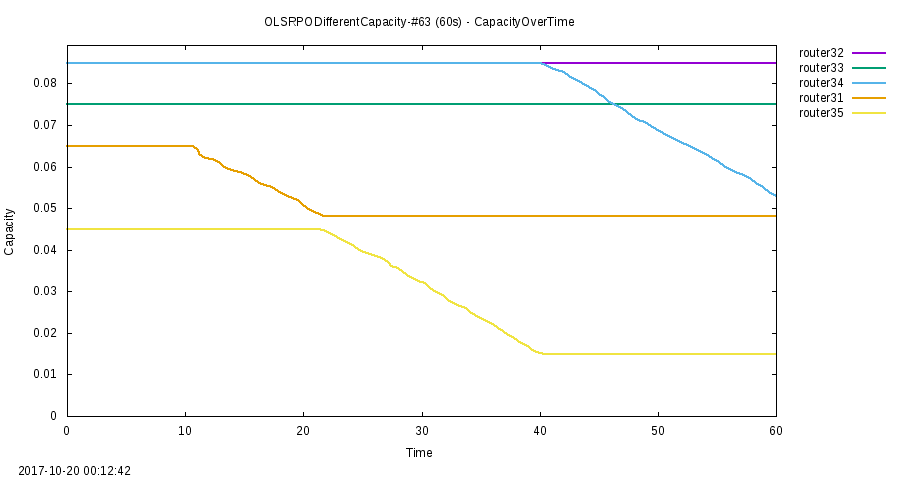 OLSRPODifferentCapacity-#63 (60s) - CapacityOverTime
router32
router33
router34
router31
router35
0.08
0.07
0.06
0.05
0.04
0.03
0.02
0.01
0
Capacity
0 10 20 30 40 50 60
Time
2017-10-20 00:12:42